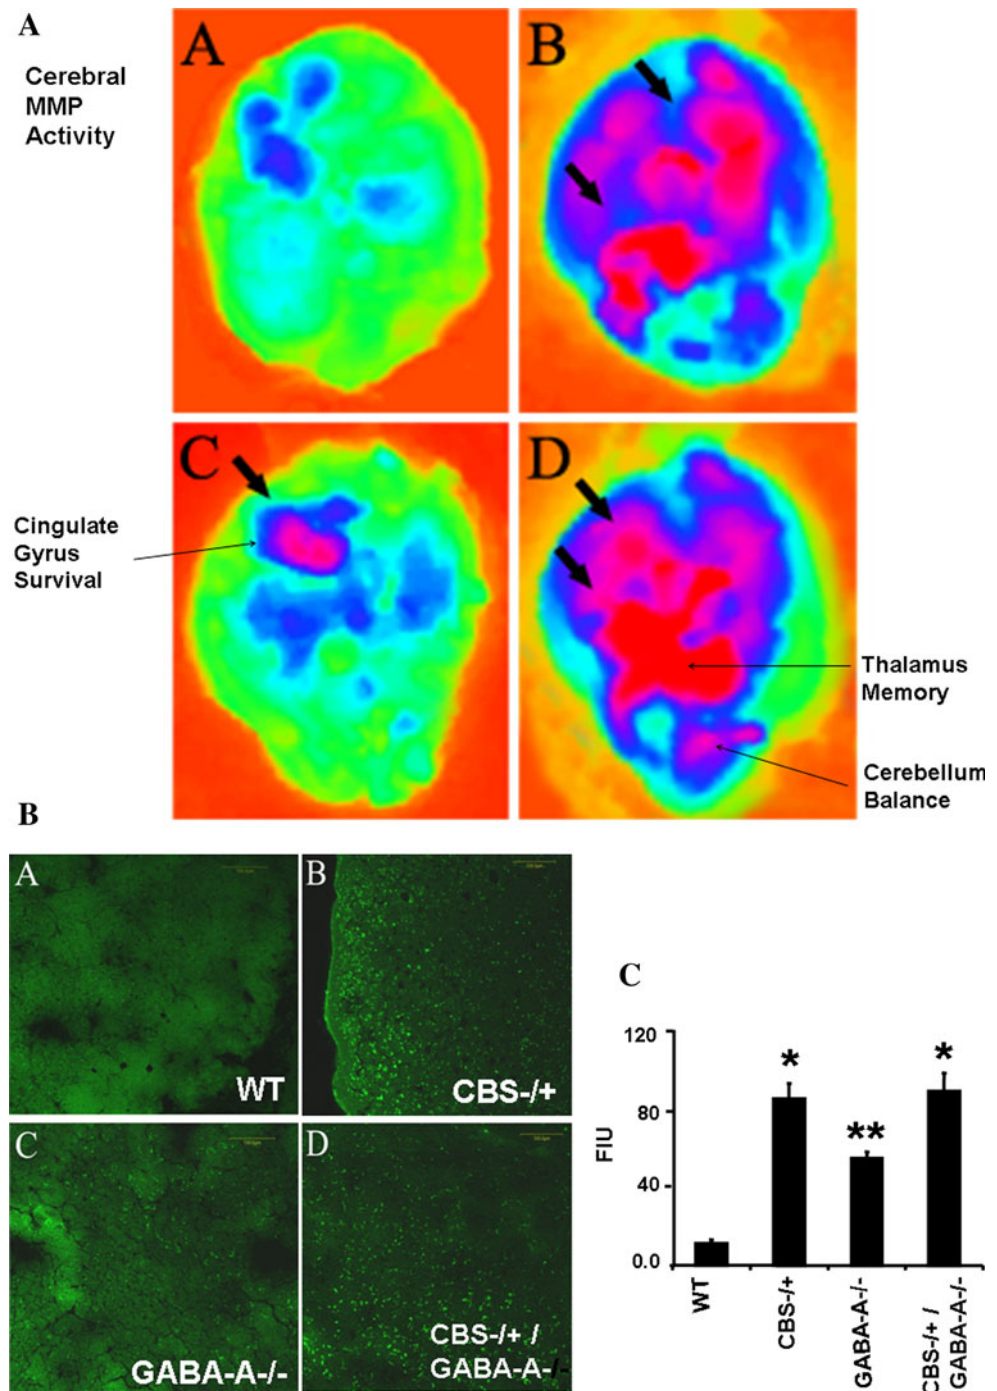 A
Cerebral
MMP
Activity
A
B
C
D
Cingulate
Gyrus
Survival
Thalamus
Memory
Cerebellum
Balance
B
A
WT
B
CBS-/+
C
GABA-A-/-
D
CBS-/+ /
GABA-A-/-
C
FIU
120
80
40
0.0
*
**
*
WT
CBS-/+
GABA-A-/-
CBS-/+ /
GABA-A-/-